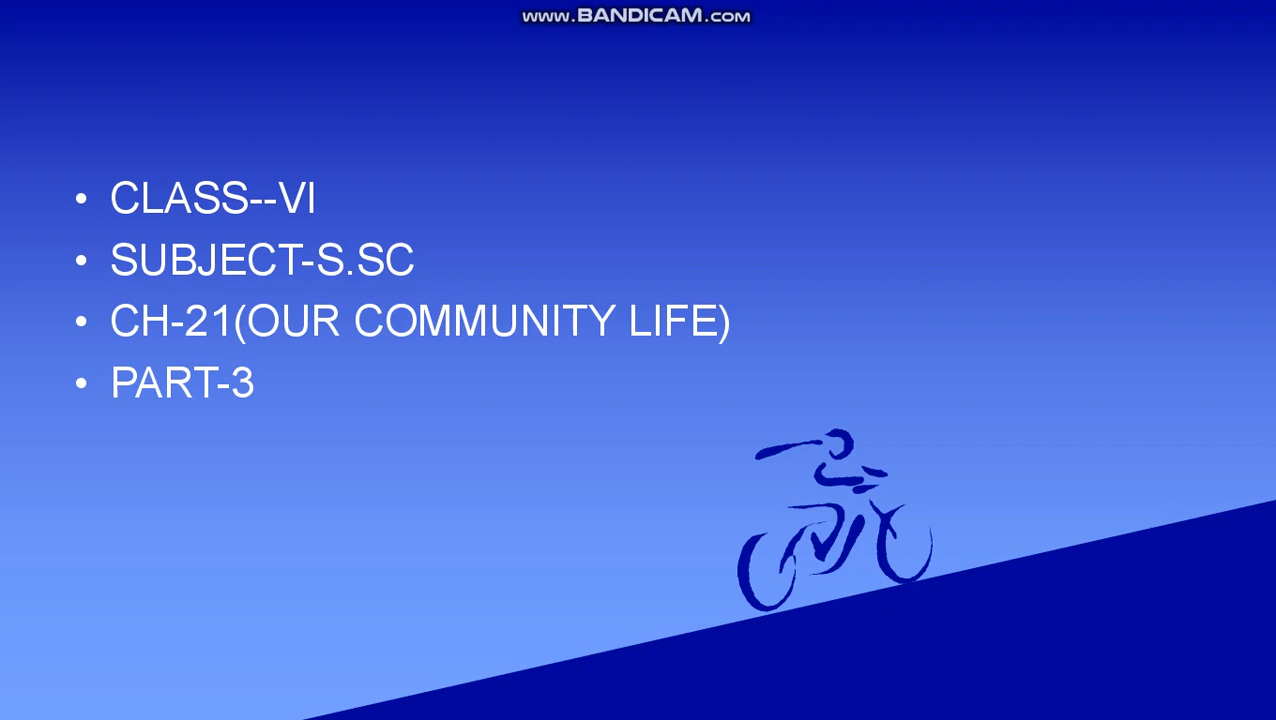 www.BANDICAM.com
• CLASS--VI
• SUBJECT-S.SC
• CH-21(OUR COMMUNITY LIFE)
• PART-3